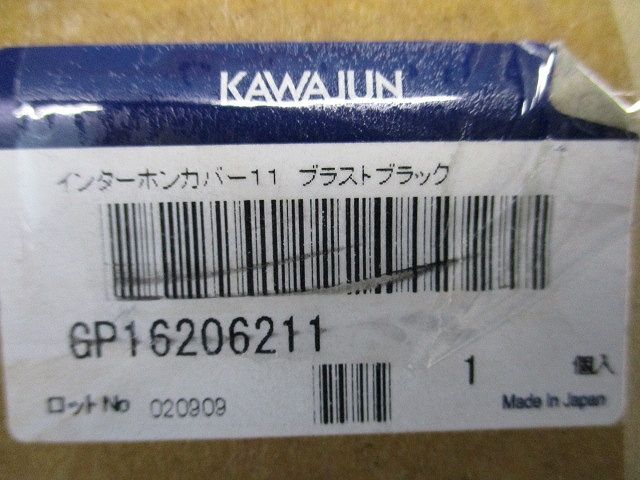 KAWAJUN
インターホンカバー11 ブラストブラック
GP16206211
1 個入
ロットNo 020909
Made in Japan